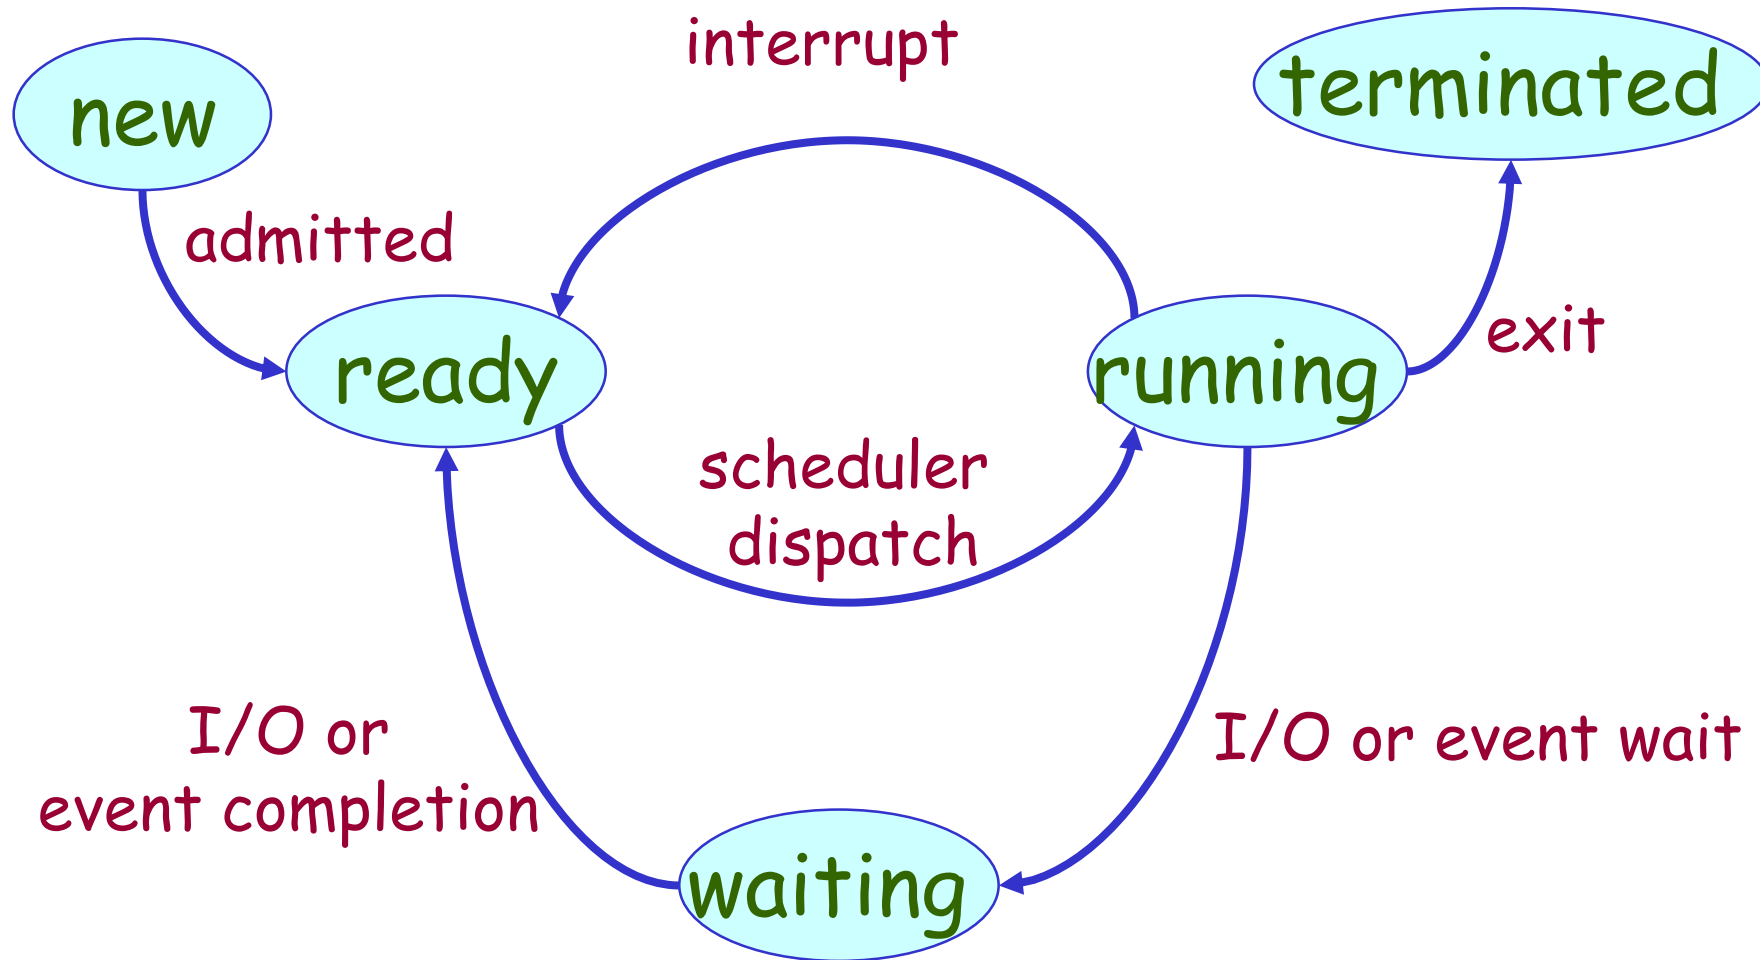 interrupt
terminated
new
admitted
exit
ready
running
scheduler
dispatch
I/O or
event completion
I/O or event wait
waiting